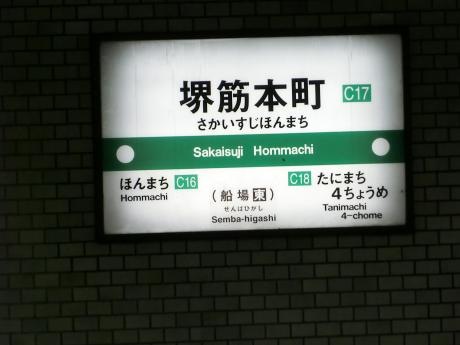 堺筋本町 C17
さかいすじほんまち
Sakaisuji Hommachi
ほんまち C16
Hommachi
(船場東)
せんばひがし
Semba-higashi
C18 たにまち
4ちょうめ
Tanimachi
4-chome